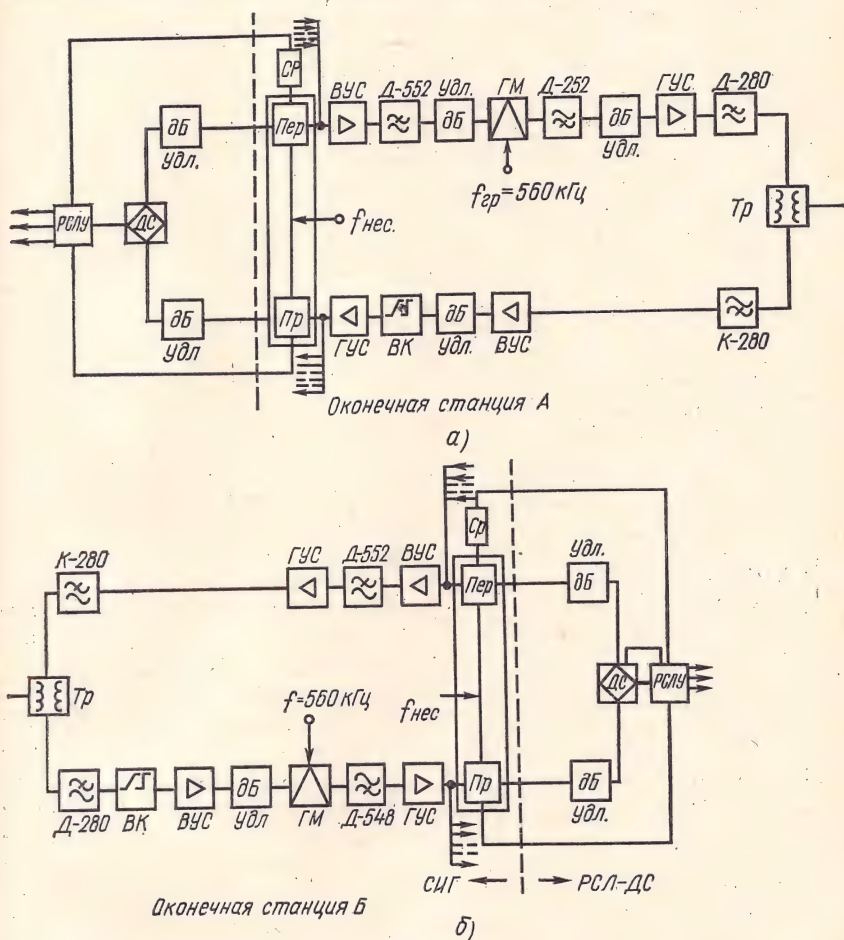 СР
ВУС Д-552 Удл. ГМ Д-252 дБ ГУС Д-280
дБ
Удл.
Пер
дБ
Удл.
fгр=560 кГц
РСЛУ
ДС
fнес.
Тр
дБ
Удл
Пр
ГУС
ВК
дБ
Удл.
ВУС
К-280
Оконечная станция А
а)
К-280
ГУС Д-552 ВУС
Ср
Удл.
Пер
дБ
Тр
f=560 кГц
fнес
ДС
РСЛУ
дБ
Пр
дБ
Удл.
Д-280 ВК ВУС Удл ГМ Д-548 ГУС
СИГ
РСЛ-ДС
Оконечная станция Б
б)